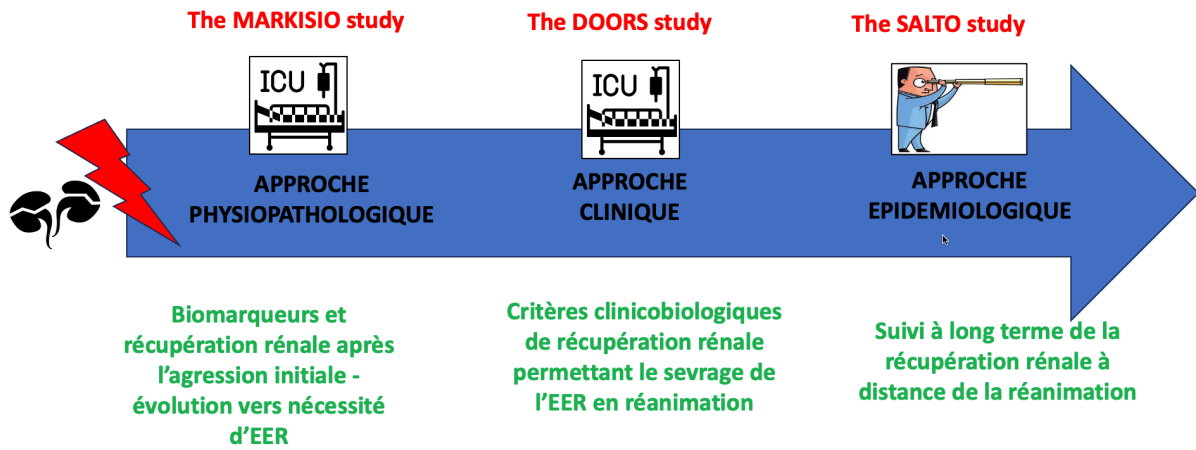 The MARKISIO study
The DOORS study
The SALTO study
ICU
ICU
APPROCHE
PHYSIOPATHOLOGIQUE
APPROCHE
CLINIQUE
APPROCHE
EPIDEMIOLOGIQUE
Biomarqueurs et
récupération rénale après
l’agression initiale -
évolution vers nécessité
d’EER
Critères clinicobiologiques
de récupération rénale
permettant le sevrage de
l’EER en réanimation
Suivi à long terme de la
récupération rénale à
distance de la réanimation